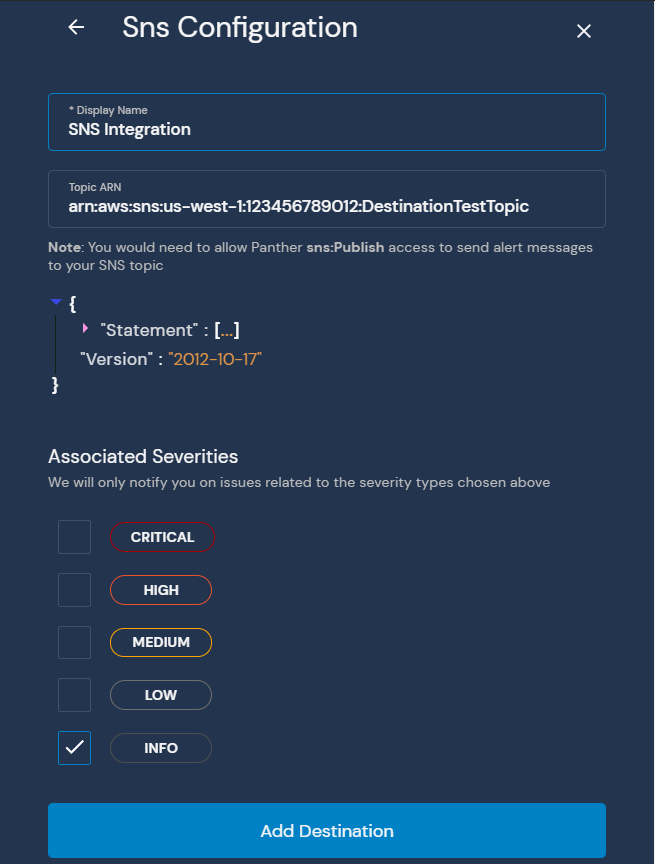 Sns Configuration
* Display Name
SNS Integration
Topic ARN
arn:aws:sns:us-west-1:123456789012:DestinationTestTopic
Note: You would need to allow Panther sns:Publish access to send alert messages
to your SNS topic
{
"Statement" : [...]
"Version" : "2012-10-17"
}
Associated Severities
We will only notify you on issues related to the severity types chosen above
CRITICAL
HIGH
MEDIUM
LOW
INFO
Add Destination